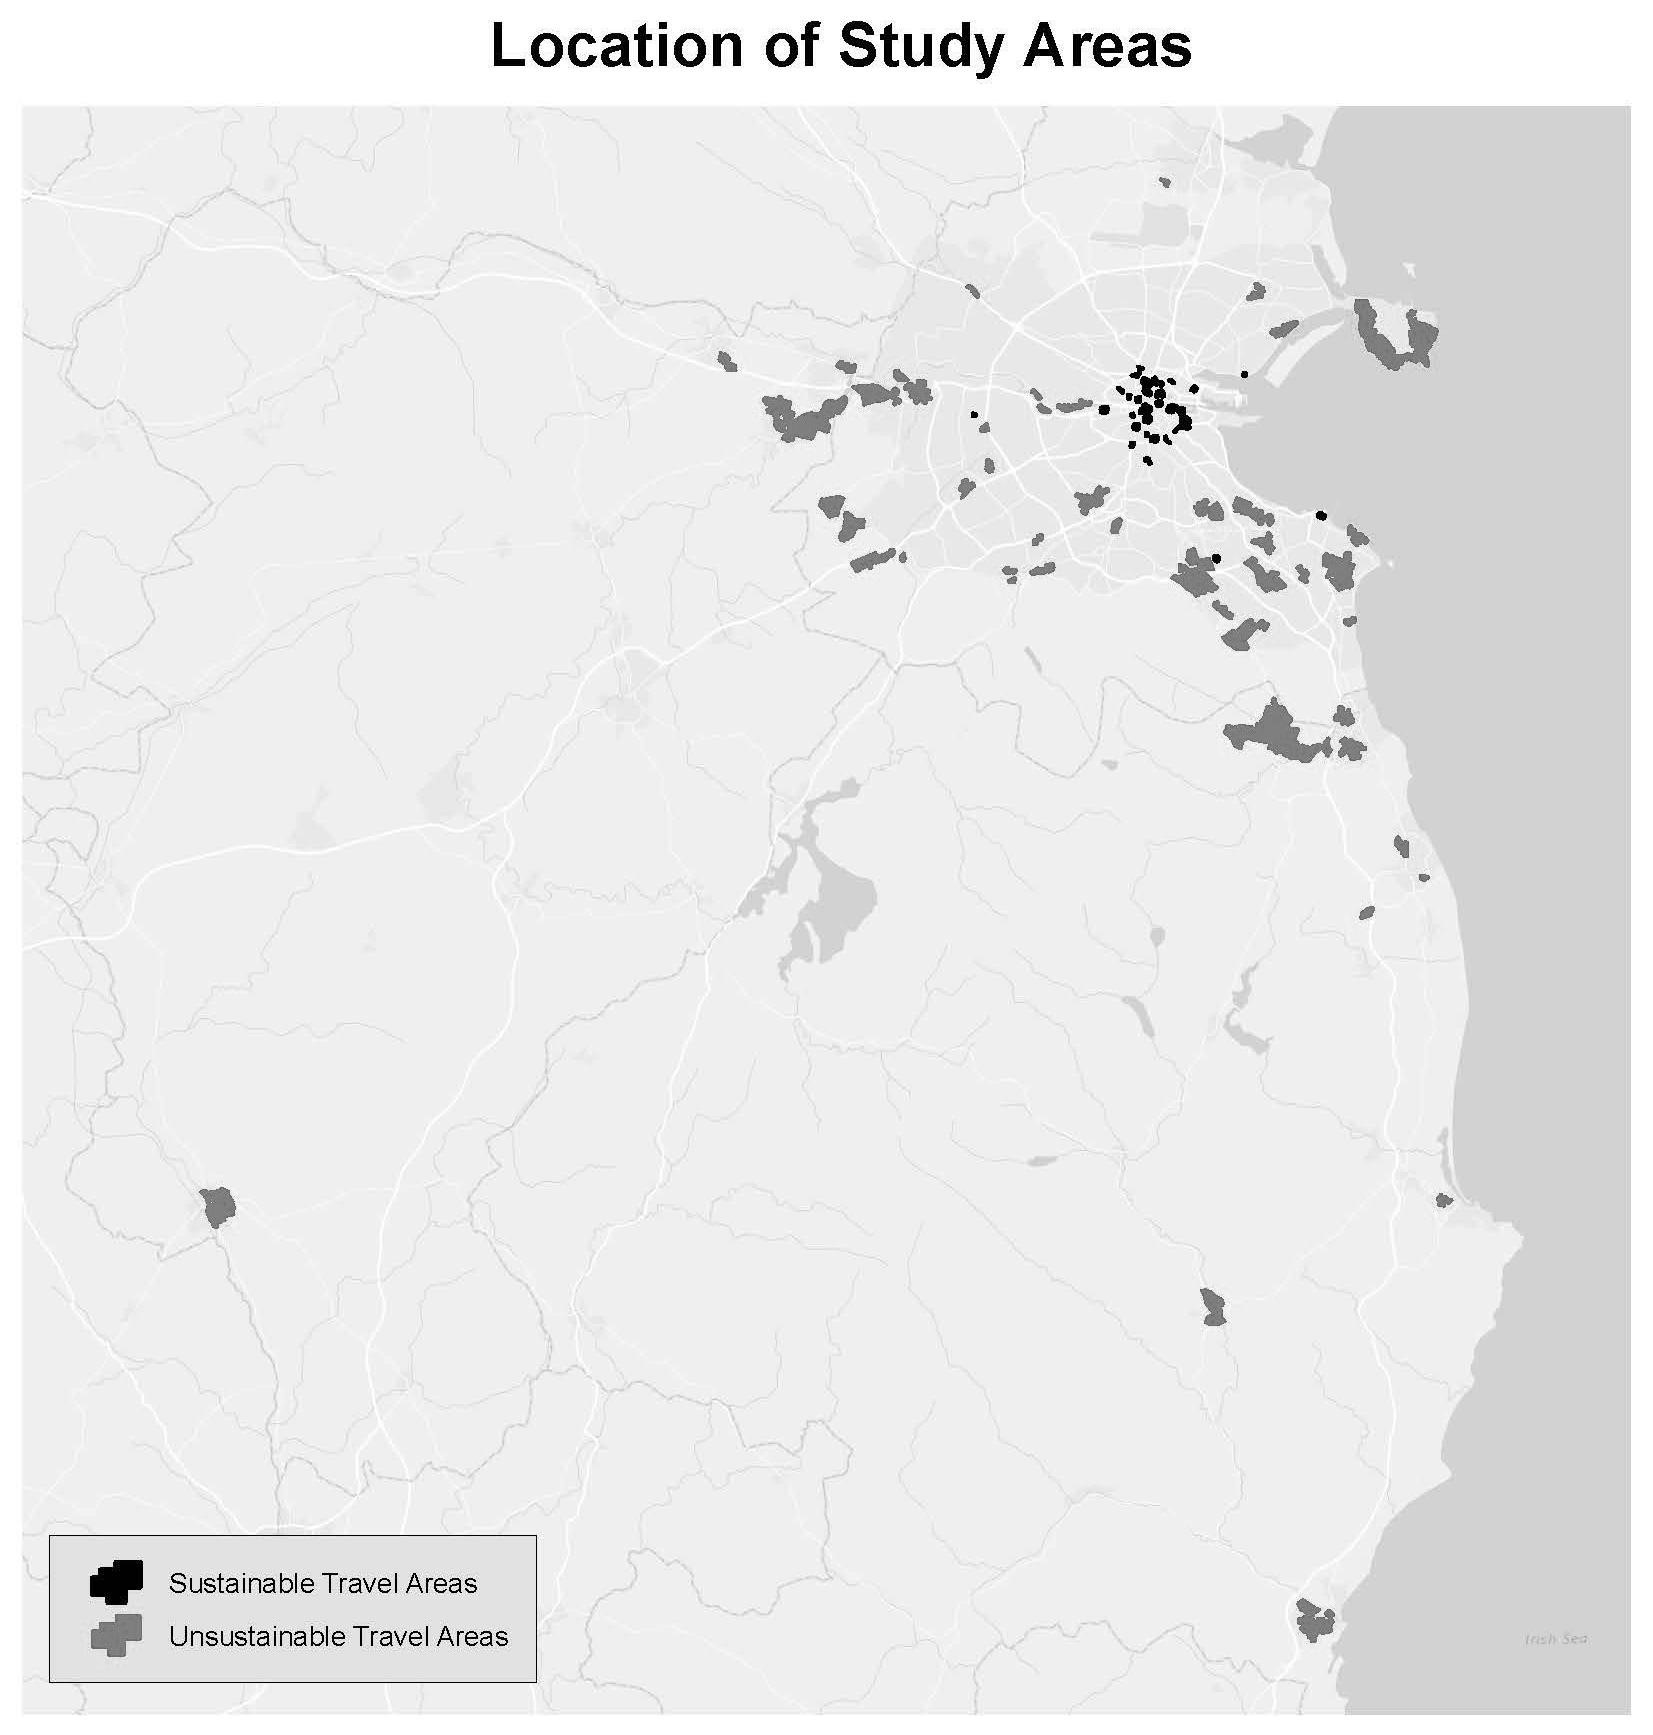 Location of Study Areas
Sustainable Travel Areas
Unsustainable Travel Areas
Irish Sea